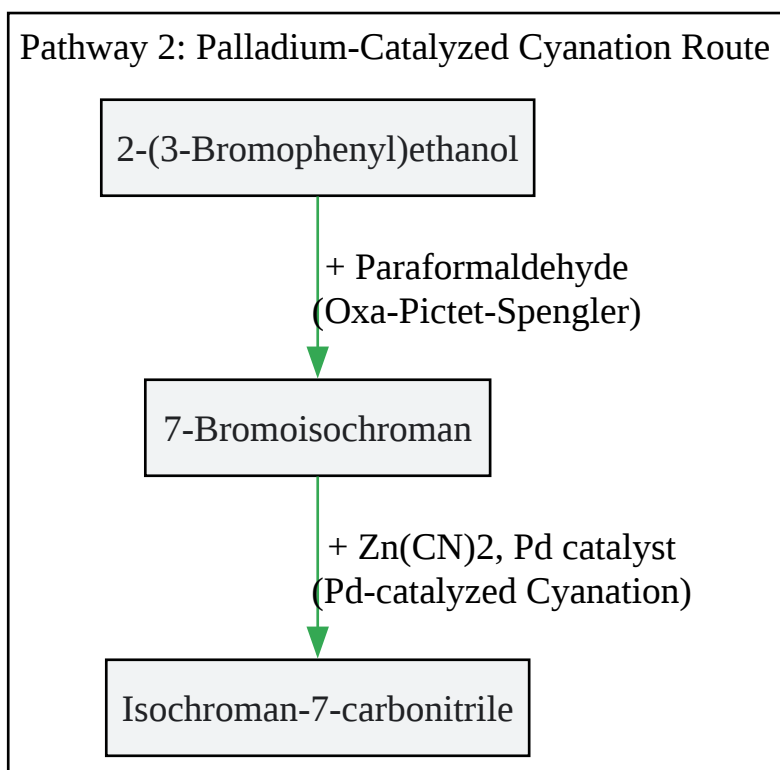 Pathway 2: Palladium-Catalyzed Cyanation Route
2-(3-Bromophenyl)ethanol
+ Paraformaldehyde
(Oxa-Pictet-Spengler)
7-Bromoisochroman
+ Zn(CN)2, Pd catalyst
(Pd-catalyzed Cyanation)
Isochroman-7-carbonitrile